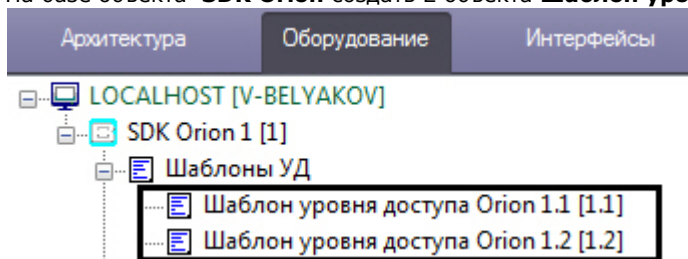 На базе объекта SDK Orion создать 2 объекта Шаблон уро
Архитектура Оборудование Интерфейсы
LOCALHOST [V-BELYAKOV]
SDK Orion 1 [1]
Шаблоны УД
Шаблон уровня доступа Orion 1.1 [1.1]
Шаблон уровня доступа Orion 1.2 [1.2]